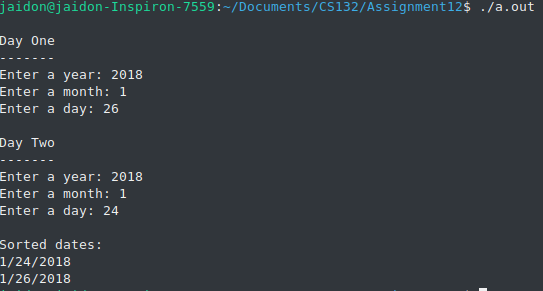 jaidon@jaidon-Inspiron-7559:~/Documents/CS132/Assignment12$ ./a.out
Day One
-------
Enter a year: 2018
Enter a month: 1
Enter a day: 26
Day Two
-------
Enter a year: 2018
Enter a month: 1
Enter a day: 24
Sorted dates:
1/24/2018
1/26/2018